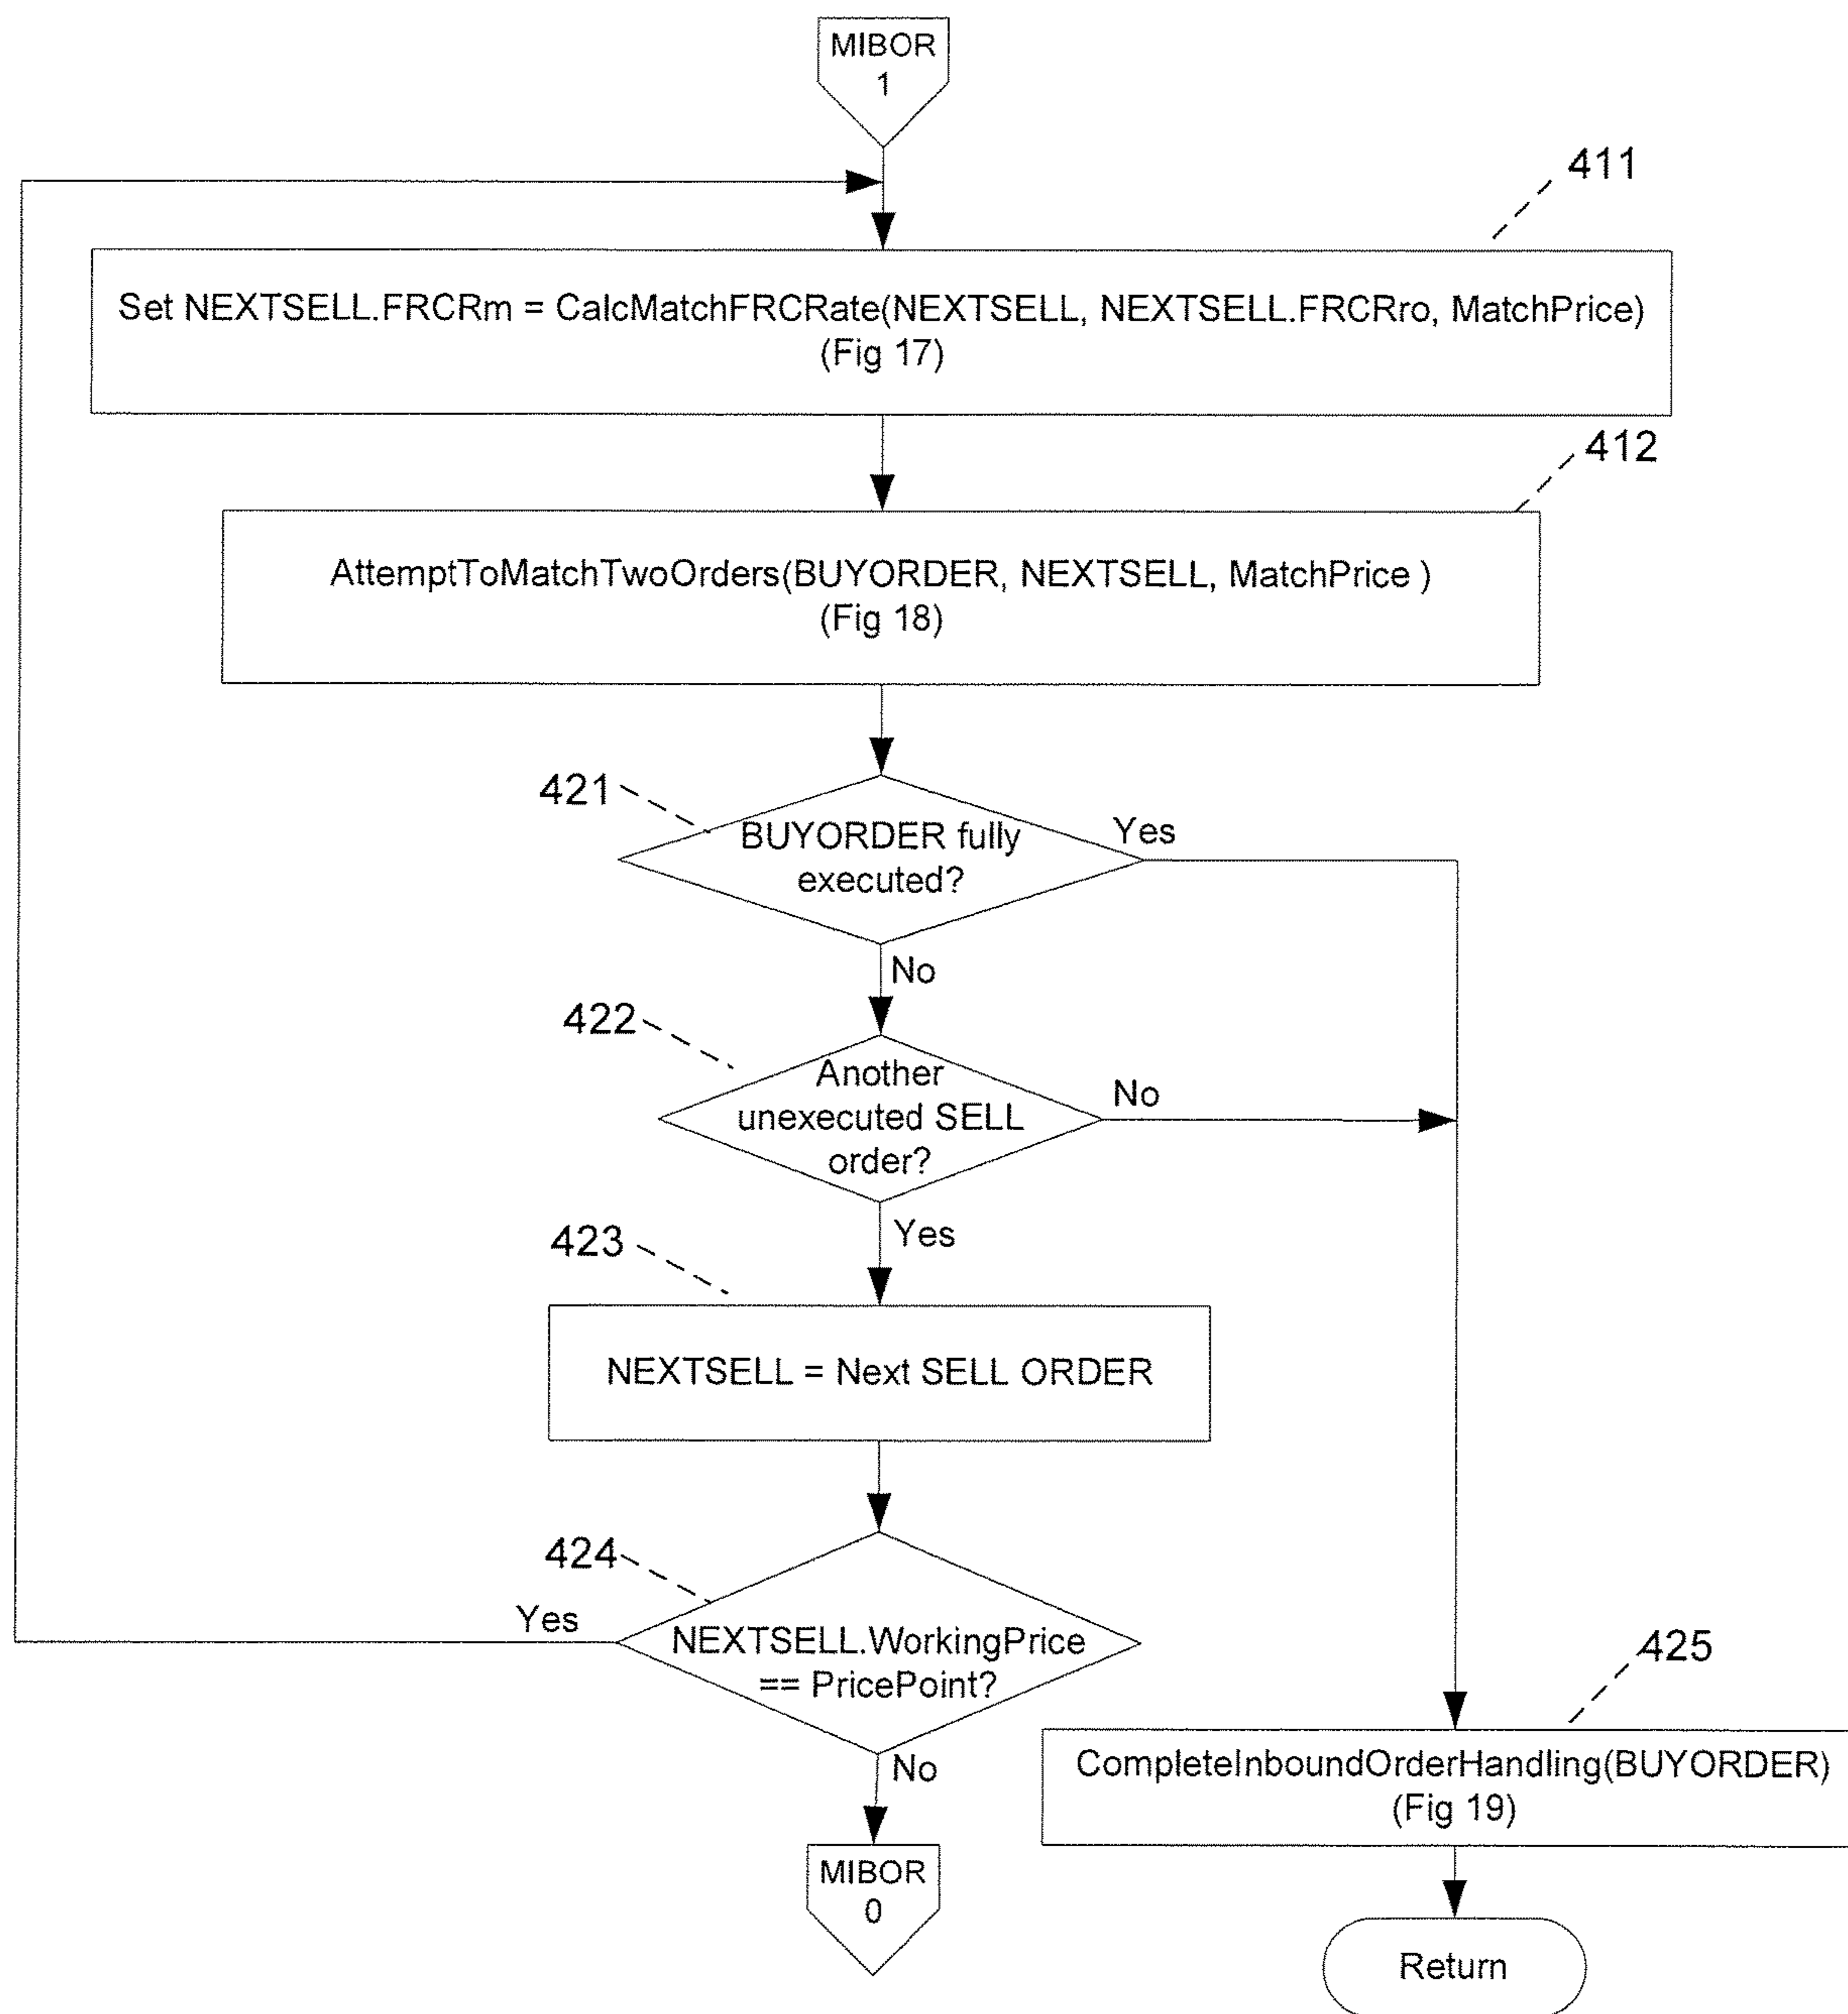 MIBOR
1
411
Set NEXTSELL.FRCRm = CalcMatchFRCRate(NEXTSELL, NEXTSELL.FRCRro, MatchPrice)
(Fig 17)
412
AttemptToMatchTwoOrders(BUYORDER, NEXTSELL, MatchPrice )
(Fig 18)
421
BUYORDER fully
executed?
Yes
No
422
Another
unexecuted SELL
order?
No
Yes
423
NEXTSELL = Next SELL ORDER
424
NEXTSELL.WorkingPrice
== PricePoint?
Yes
No
425
CompleteInboundOrderHandling(BUYORDER)
(Fig 19)
MIBOR
0
Return